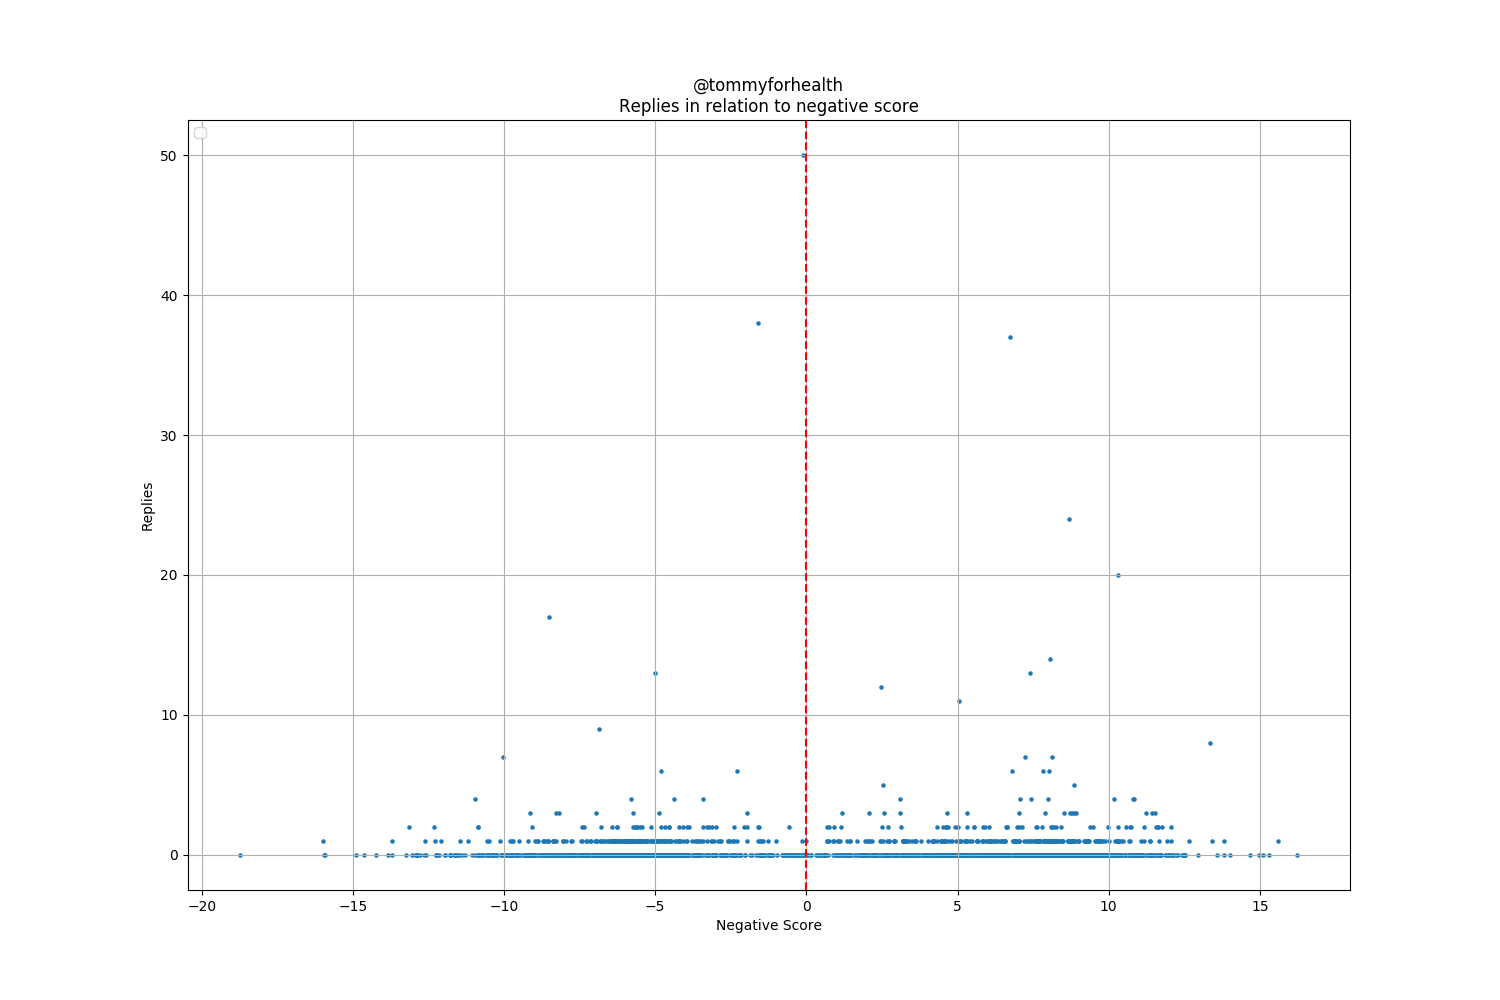 @tommyforhealth
Replies in relation to negative score
50
40
30
20
10
0
Replies
−20 −15 −10 −5 0 5 10 15
Negative Score